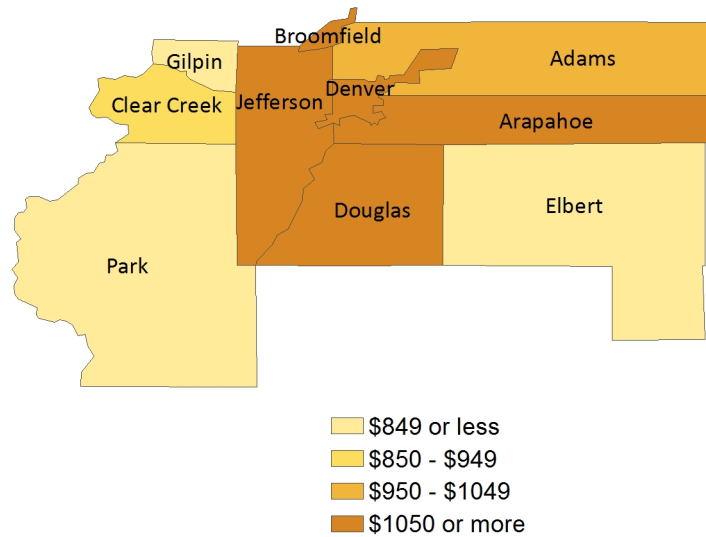 Broomfield
Gilpin
Adams
Denver
Clear Creek
Jefferson
Arapahoe
Douglas
Elbert
Park
$849 or less
$850 - $949
$950 - $1049
$1050 or more